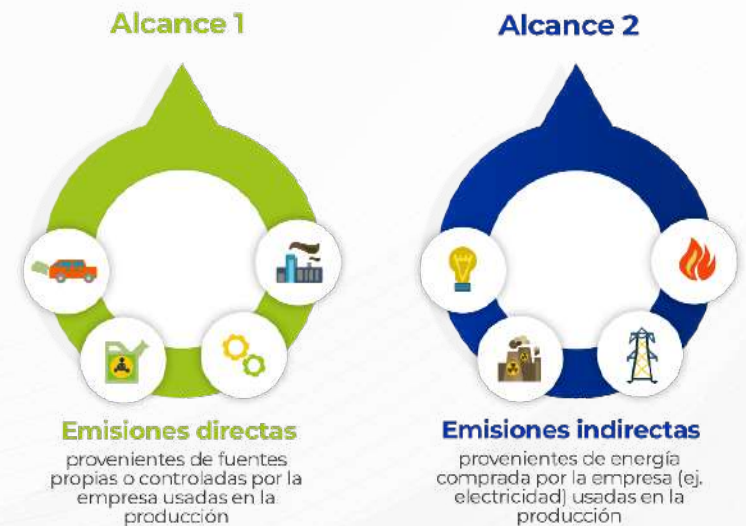 Alcance 1
Emisiones directas
provenientes de fuentes
propias o controladas por la
empresa usadas en la
producción
Alcance 2
Emisiones indirectas
provenientes de energía
comprada por la empresa (ej.
electricidad) usadas en la
producción